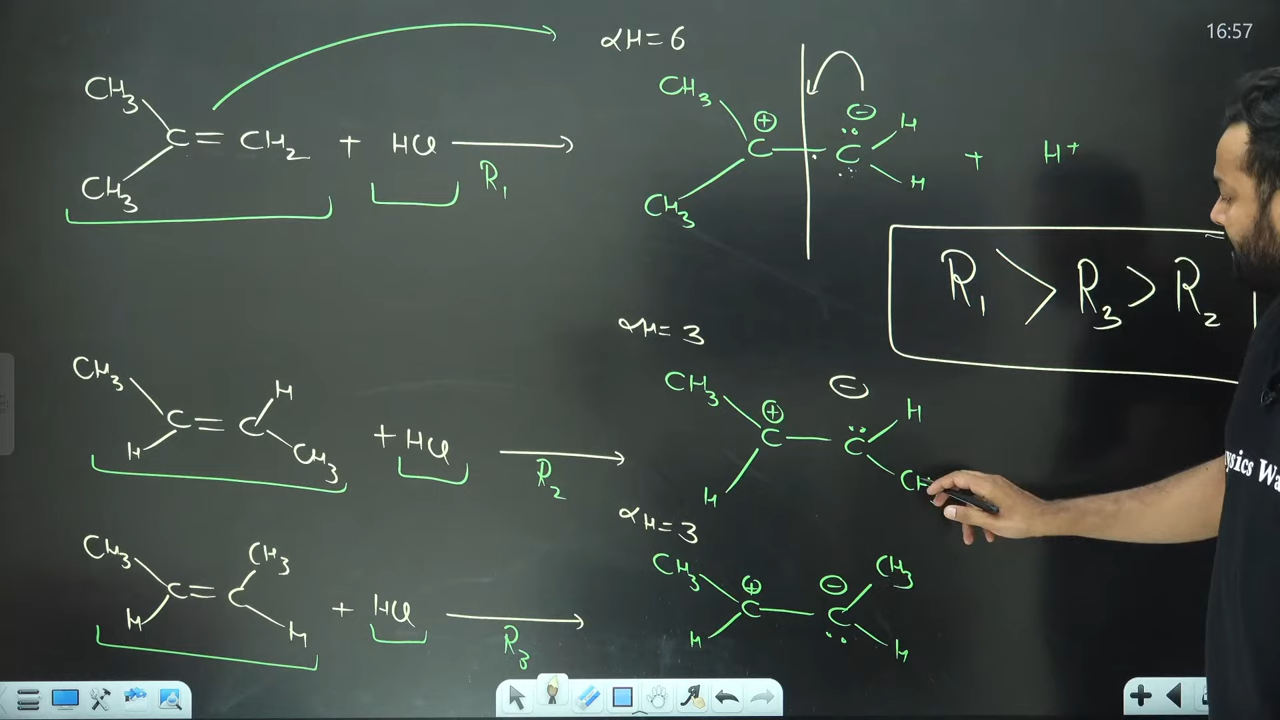 16:57
αH = 6
CH3
C = CH2 + HCl
CH3
R1
CH3
⊕ ⊖
C – C̈
H
H
CH3
+ H+
R1 > R3 > R2
αH = 3
CH3
H
C = C
H
CH3
+ HCl
R2
CH3
⊕ ⊖
C – C̈
H
H
αH = 3
CH3
CH3
C = C
H
H
+ HCl
R3
CH3
⊕ ⊖
C – C
CH3
H
H